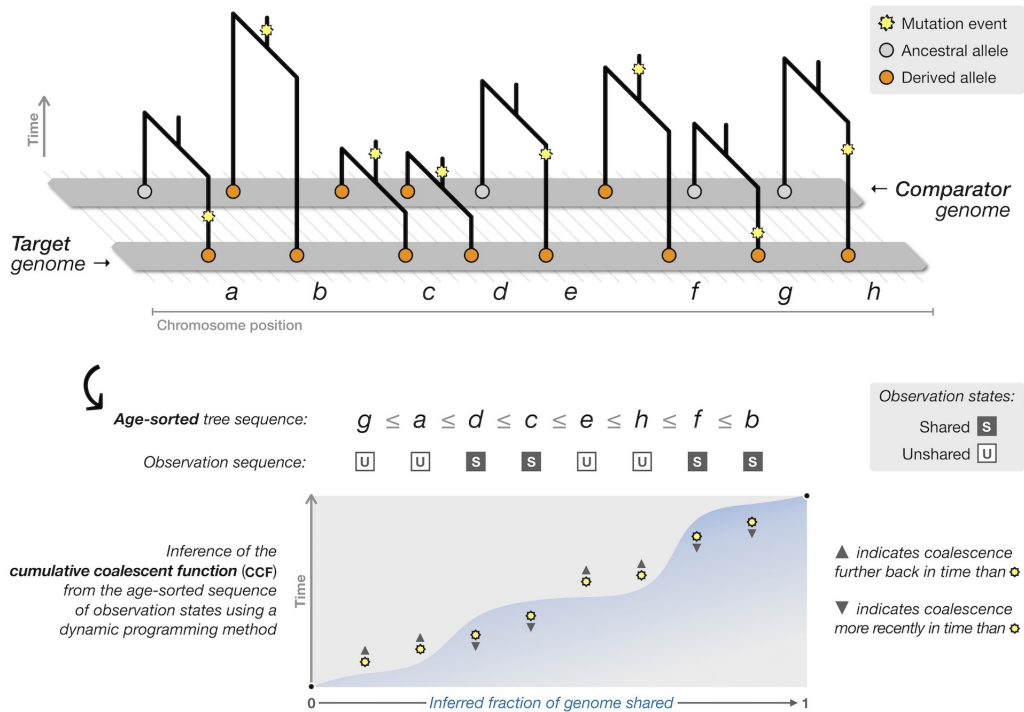 Mutation event
Ancestral allele
Derived allele
Time
← Comparator
genome
Target
genome →
a b c d e f g h
Chromosome position
Age-sorted tree sequence: g ≤ a ≤ d ≤ c ≤ e ≤ h ≤ f ≤ b
Observation sequence: U U S S U U S S
Observation states:
Shared S
Unshared U
Inference of the
cumulative coalescent function (CCF)
from the age-sorted sequence
of observation states using a
dynamic programming method
Time
▲ indicates coalescence
further back in time than
▼ indicates coalescence
more recently in time than
0 Inferred fraction of genome shared 1